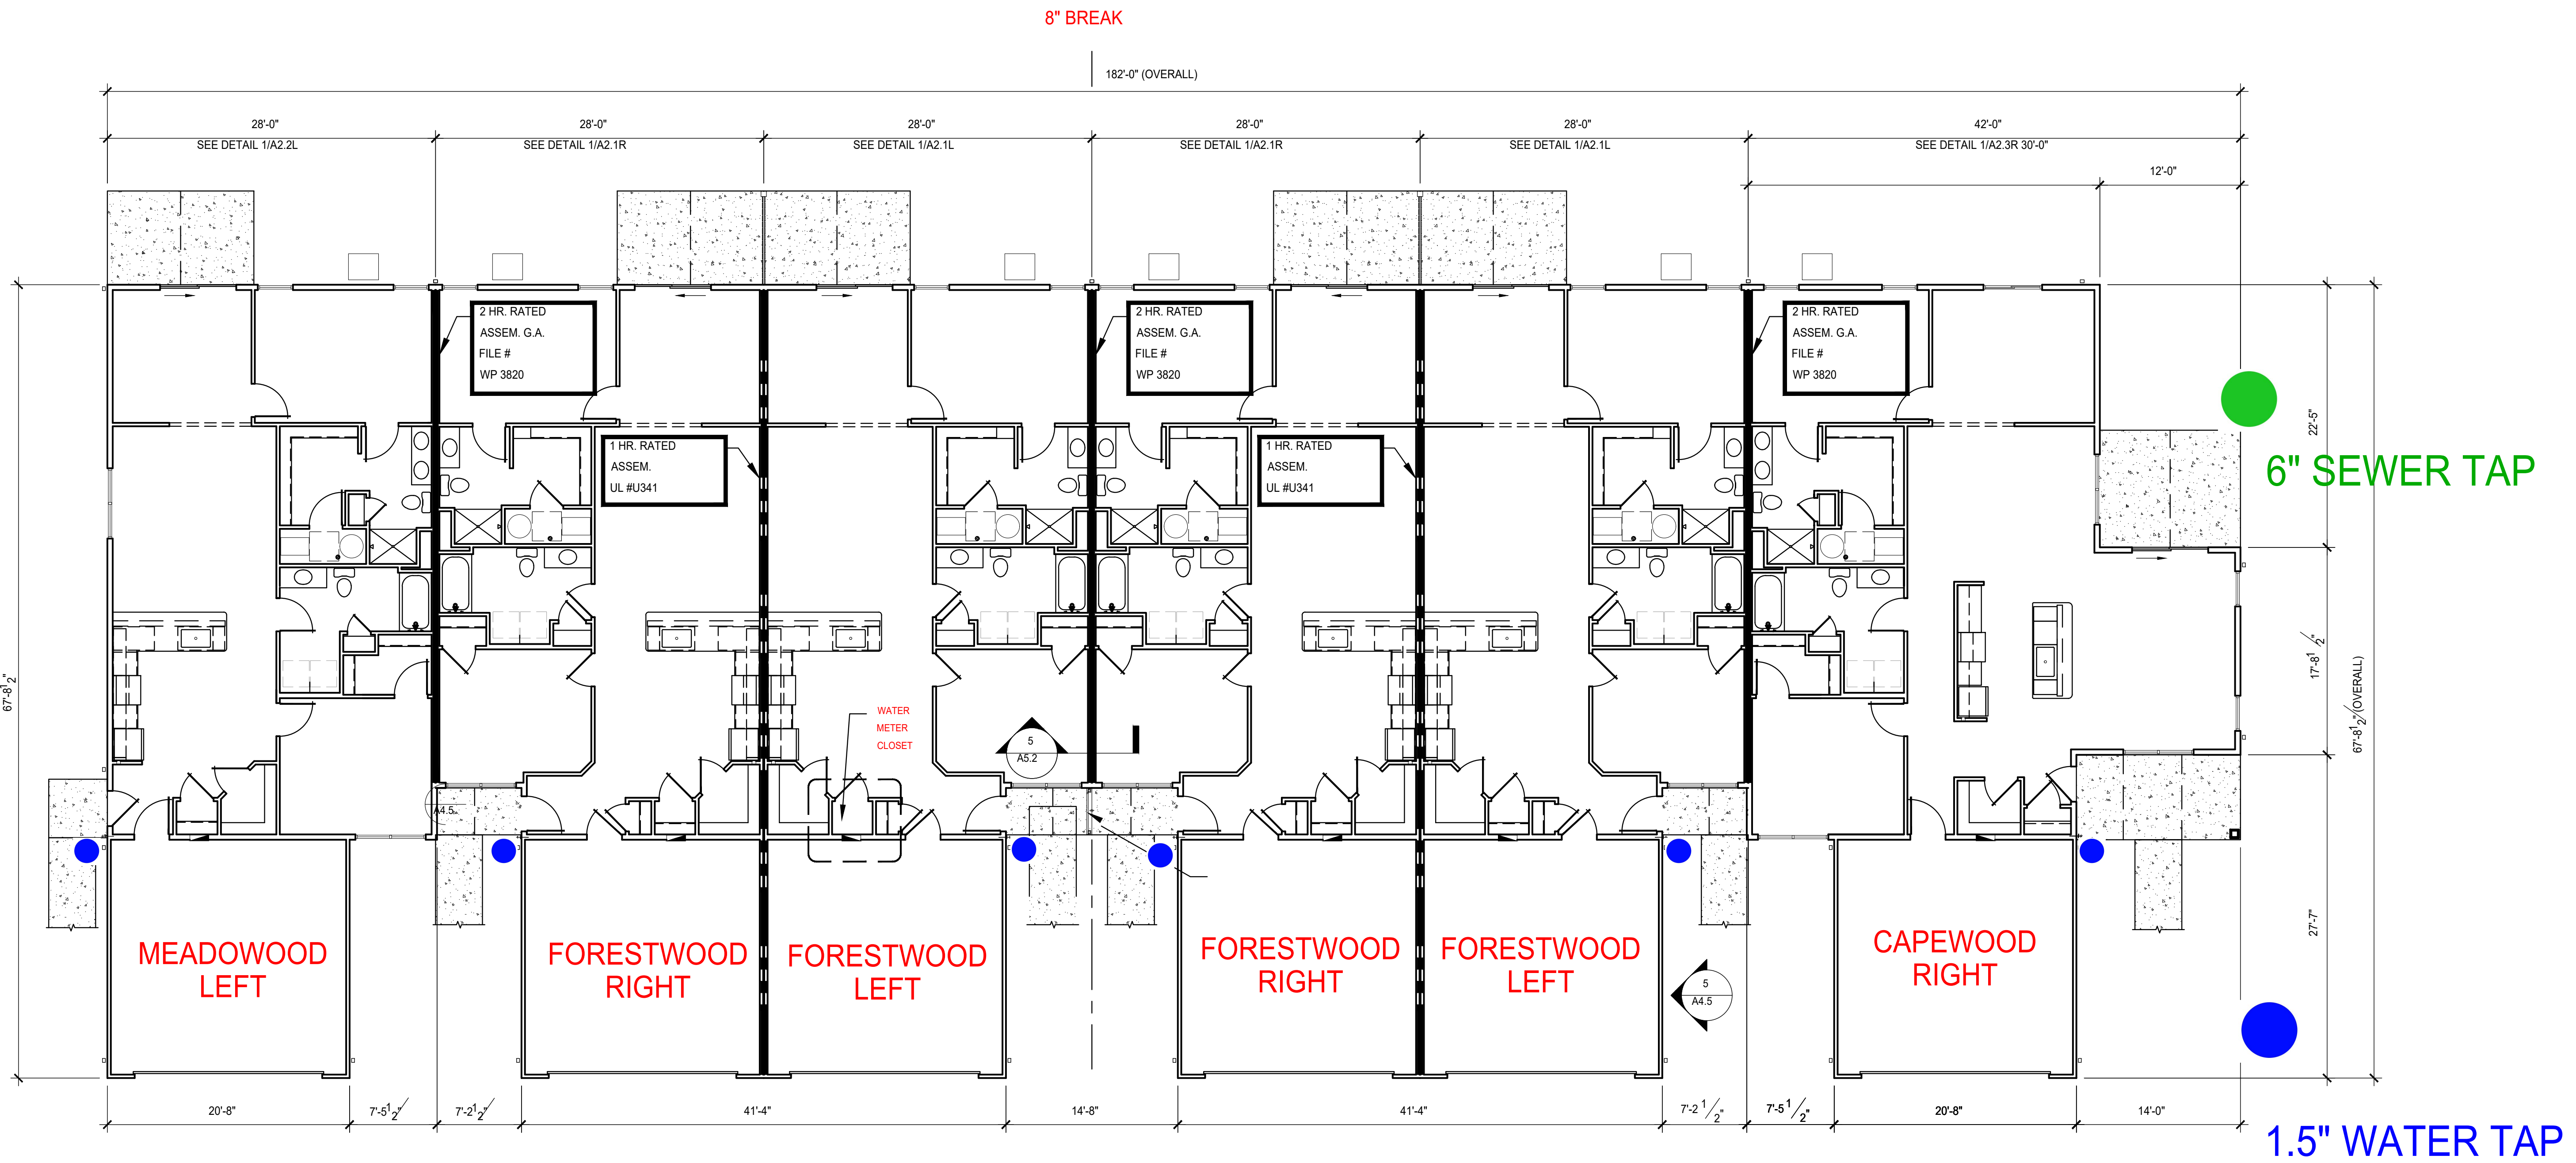 8" BREAK
182'-0" (OVERALL)
28'-0"
28'-0"
28'-0"
28'-0"
28'-0"
42'-0"
SEE DETAIL 1/A2.2L
SEE DETAIL 1/A2.1R
SEE DETAIL 1/A2.1L
SEE DETAIL 1/A2.1R
SEE DETAIL 1/A2.1L
SEE DETAIL 1/A2.3R 30'-0"
12'-0"
2 HR. RATED
ASSEM. G.A.
FILE #
WP 3820
2 HR. RATED
ASSEM. G.A.
FILE #
WP 3820
2 HR. RATED
ASSEM. G.A.
FILE #
WP 3820
1 HR. RATED
ASSEM.
UL #U341
1 HR. RATED
ASSEM.
UL #U341
22'-5"
6" SEWER TAP
17'-8 1/2"
67'-8 1/2" (OVERALL)
67'-8 1/2"
WATER
METER
CLOSET
5
A5.2
A4.5
27'-7"
MEADOWOOD
LEFT
FORESTWOOD
RIGHT
FORESTWOOD
LEFT
FORESTWOOD
RIGHT
FORESTWOOD
LEFT
CAPEWOOD
RIGHT
5
A4.5
20'-8"
7'-5 1/2"
7'-2 1/2"
41'-4"
14'-8"
41'-4"
7'-2 1/2"
7'-5 1/2"
20'-8"
14'-0"
1.5" WATER TAP